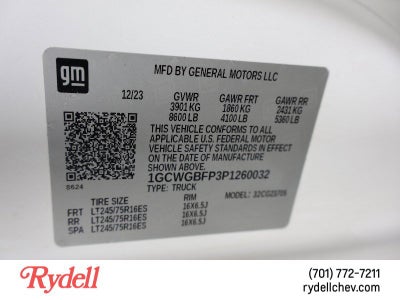 gm
MFD BY GENERAL MOTORS LLC
12/23 GVWR GAWR FRT GAWR RR
3901 KG 1860 KG 2431 KG
8600 LB 4100 LB 5360 LB
THIS VEHICLE CONFORMS TO ALL
APPLICABLE U.S. FEDERAL MOTOR
VEHICLE SAFETY STANDARDS IN EFFECT
ON THE DATE OF MANUFACTURE
SHOWN ABOVE.
1GCWGBFP3P1260032
TYPE: TRUCK
8624
TIRE SIZE RIM
FRT LT245/75R16ES 16X6.5J
RR LT245/75R16ES 16X6.5J
SPA LT245/75R16ES 16X6.5J
MODEL:
Rydell
(701) 772-7211
rydellchev.com